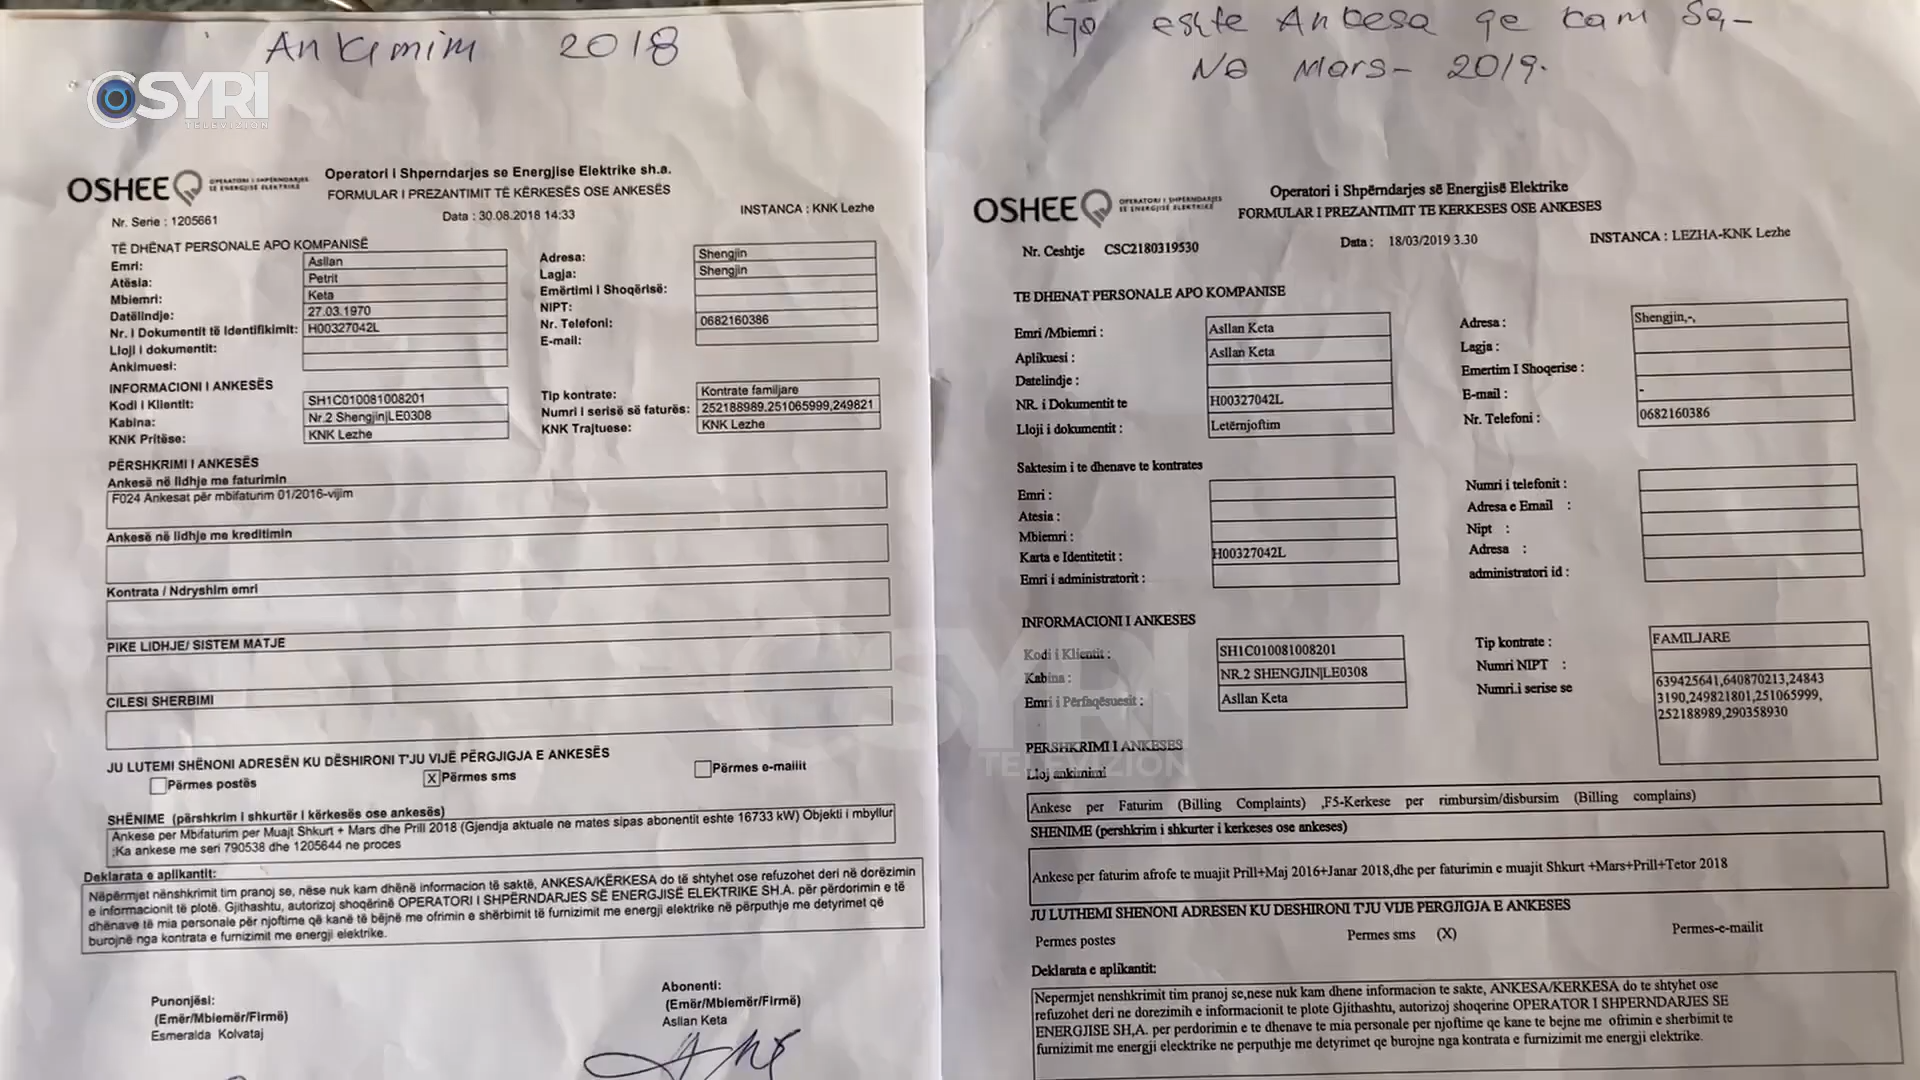 Ankimim 2018
OSYRI
TELEVIZION
OSHEE
OPERATORI I SHPËRNDARJES
SË ENERGJISË ELEKTRIKE
Operatori i Shperndarjes se Energjise Elektrike sh.a.
FORMULAR I PREZANTIMIT TË KËRKESËS OSE ANKESËS
Nr. Serie : 1205661
Data : 30.08.2018 14:33
INSTANCA : KNK Lezhe
TË DHËNAT PERSONALE APO KOMPANISË
Emri: Asllan
Atësia: Petrit
Mbiemri: Keta
Datëlindje: 27.03.1970
Nr. i Dokumentit të Identifikimit: H00327042L
Lloji i dokumentit:
Ankimuesi:
Adresa: Shengjin
Lagja: Shengjin
Emërtimi i Shoqërisë:
NIPT:
Nr. Telefoni: 0682160386
E-mail:
INFORMACIONI I ANKESËS
Kodi i Klientit: SH1C010081008201
Kabina: Nr.2 Shengjin|LE0308
KNK Pritëse: KNK Lezhe
Tip kontrate: Kontrate familjare
Numri i serisë së faturës: 252188989,251065999,249821
KNK Trajtuese: KNK Lezhe
PËRSHKRIMI I ANKESËS
Ankesë në lidhje me faturimin
F024 Ankesat për mbifaturim 01/2016-vijim
Ankesë në lidhje me kreditimin
Kontrata / Ndryshim emri
PIKE LIDHJE/ SISTEM MATJE
CILESI SHERBIMI
JU LUTEMI SHËNONI ADRESËN KU DËSHIRONI T'JU VIJË PËRGJIGJA E ANKESËS
Përmes postës
X Përmes sms
Përmes e-mailit
SHËNIME (përshkrim i shkurtër i kërkesës ose ankesës)
Ankese per Mbifaturim per Muajt Shkurt + Mars dhe Prill 2018 (Gjendja aktuale ne mates sipas abonentit eshte 16733 kW) Objekti i mbyllur
;Ka ankese me seri 790538 dhe 1205644 ne proces
Deklarata e aplikantit:
Nëpërmjet nënshkrimit tim pranoj se, nëse nuk kam dhënë informacion të saktë, ANKESA/KËRKESA do të shtyhet ose refuzohet deri në dorëzimin
e informacionit të plotë. Gjithashtu, autorizoj shoqërinë OPERATORI I SHPËRNDARJES SË ENERGJISË ELEKTRIKE SH.A. për përdorimin e të
dhënave të mia personale për njoftime që kanë të bëjnë me ofrimin e shërbimit të furnizimit me energji elektrike në përputhje me detyrimet që
burojnë nga kontrata e furnizimit me energji elektrike.
Punonjësi:
(Emër/Mbiemër/Firmë)
Esmeralda Kolvataj
Abonenti:
(Emër/Mbiemër/Firmë)
Asllan Keta
Kjo eshte Ankesa qe kam
Në Mars- 2019.
OSHEE
OPERATORI I SHPËRNDARJES
SË ENERGJISË ELEKTRIKE
Operatori i Shpërndarjes së Energjisë Elektrike
FORMULAR I PREZANTIMIT TE KERKESES OSE ANKESES
Nr. Ceshtje CSC2180319530
Data : 18/03/2019 3.30
INSTANCA : LEZHA-KNK Lezhe
TE DHENAT PERSONALE APO KOMPANISE
Emri /Mbiemri : Asllan Keta
Aplikuesi : Asllan Keta
Datelindje :
NR. i Dokumentit te H00327042L
Lloji i dokumentit : Letërnjoftim
Adresa : Shengjin,-,
Lagja :
Emertim I Shoqerise :
E-mail : -
Nr. Telefoni : 0682160386
Saktesim i te dhenave te kontrates
Emri :
Atesia :
Mbiemri :
Karta e Identitetit : H00327042L
Emri i administratorit :
Numri i telefonit :
Adresa e Email :
Nipt :
Adresa :
administratori id :
INFORMACIONI I ANKESES
Kodi i Klientit : SH1C010081008201
Kabina : NR.2 SHENGJIN|LE0308
Emri i Përfaqësuesit : Asllan Keta
Tip kontrate : FAMILJARE
Numri NIPT :
Numri.i serise se 639425641,640870213,24843
3190,249821801,251065999,
252188989,290358930
PERSHKRIMI I ANKESES
Lloj ankimimi
Ankese per Faturim (Billing Complaints) ,F5-Kerkese per rimbursim/disbursim (Billing complains)
SHENIME (pershkrim i shkurter i kerkeses ose ankeses)
Ankese per faturim afrofe te muajit Prill+Maj 2016+Janar 2018,dhe per faturimin e muajit Shkurt +Mars+Prill+Tetor 2018
JU LUTHEMI SHENONI ADRESEN KU DESHIRONI T'JU VIJE PERGJIGJA E ANKESES
Permes postes
Permes sms (X)
Permes-e-mailit
Deklarata e aplikantit:
Nepermjet nenshkrimit tim pranoj se,nese nuk kam dhene informacion te sakte, ANKESA/KERKESA do te shtyhet ose
refuzohet deri ne dorezimin e informacionit te plote Gjithashtu, autorizoj shoqerine OPERATOR I SHPERNDARJES SE
ENERGJISE SH,A. per perdorimin e te dhenave te mia personale per njoftime qe kane te bejne me ofrimin e sherbimit te
furnizimit me energji elecktrike ne perputhje me detyrimet qe burojne nga kontrata e furnizimit me energji elektrike.
OSYRI
TELEVIZION